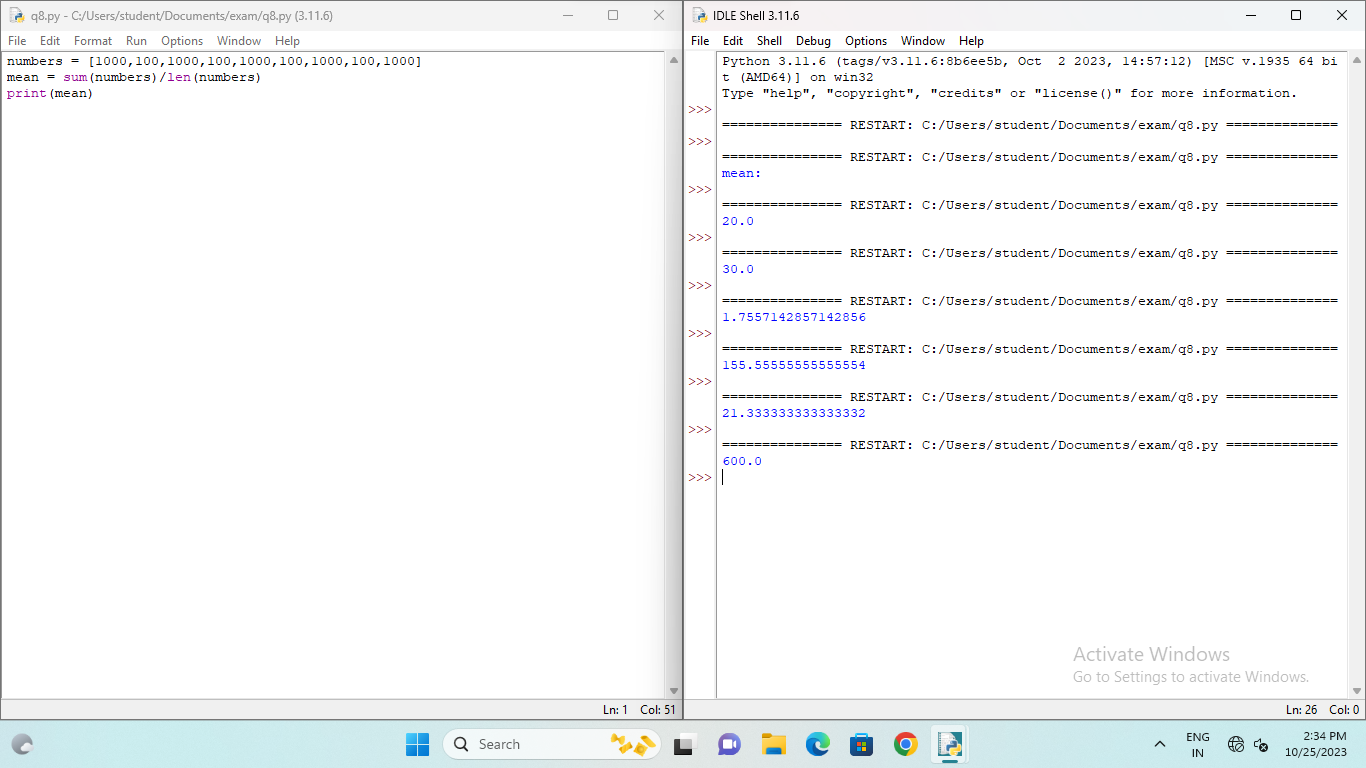 q8.py - C:/Users/student/Documents/exam/q8.py (3.11.6)
File Edit Format Run Options Window Help
numbers = [1000,100,1000,100,1000,100,1000,100,1000]
mean = sum(numbers)/len(numbers)
print(mean)
Ln: 1 Col: 51
IDLE Shell 3.11.6
File Edit Shell Debug Options Window Help
Python 3.11.6 (tags/v3.11.6:8b6ee5b, Oct  2 2023, 14:57:12) [MSC v.1935 64 bi
t (AMD64)] on win32
Type "help", "copyright", "credits" or "license()" for more information.
>>>
=============== RESTART: C:/Users/student/Documents/exam/q8.py ==============
>>>
=============== RESTART: C:/Users/student/Documents/exam/q8.py ==============
mean:
>>>
=============== RESTART: C:/Users/student/Documents/exam/q8.py ==============
20.0
>>>
=============== RESTART: C:/Users/student/Documents/exam/q8.py ==============
30.0
>>>
=============== RESTART: C:/Users/student/Documents/exam/q8.py ==============
1.7557142857142856
>>>
=============== RESTART: C:/Users/student/Documents/exam/q8.py ==============
155.55555555555554
>>>
=============== RESTART: C:/Users/student/Documents/exam/q8.py ==============
21.333333333333332
>>>
=============== RESTART: C:/Users/student/Documents/exam/q8.py ==============
600.0
>>>
Activate Windows
Go to Settings to activate Windows.
Ln: 26 Col: 0
Search
ENG
IN
2:34 PM
10/25/2023